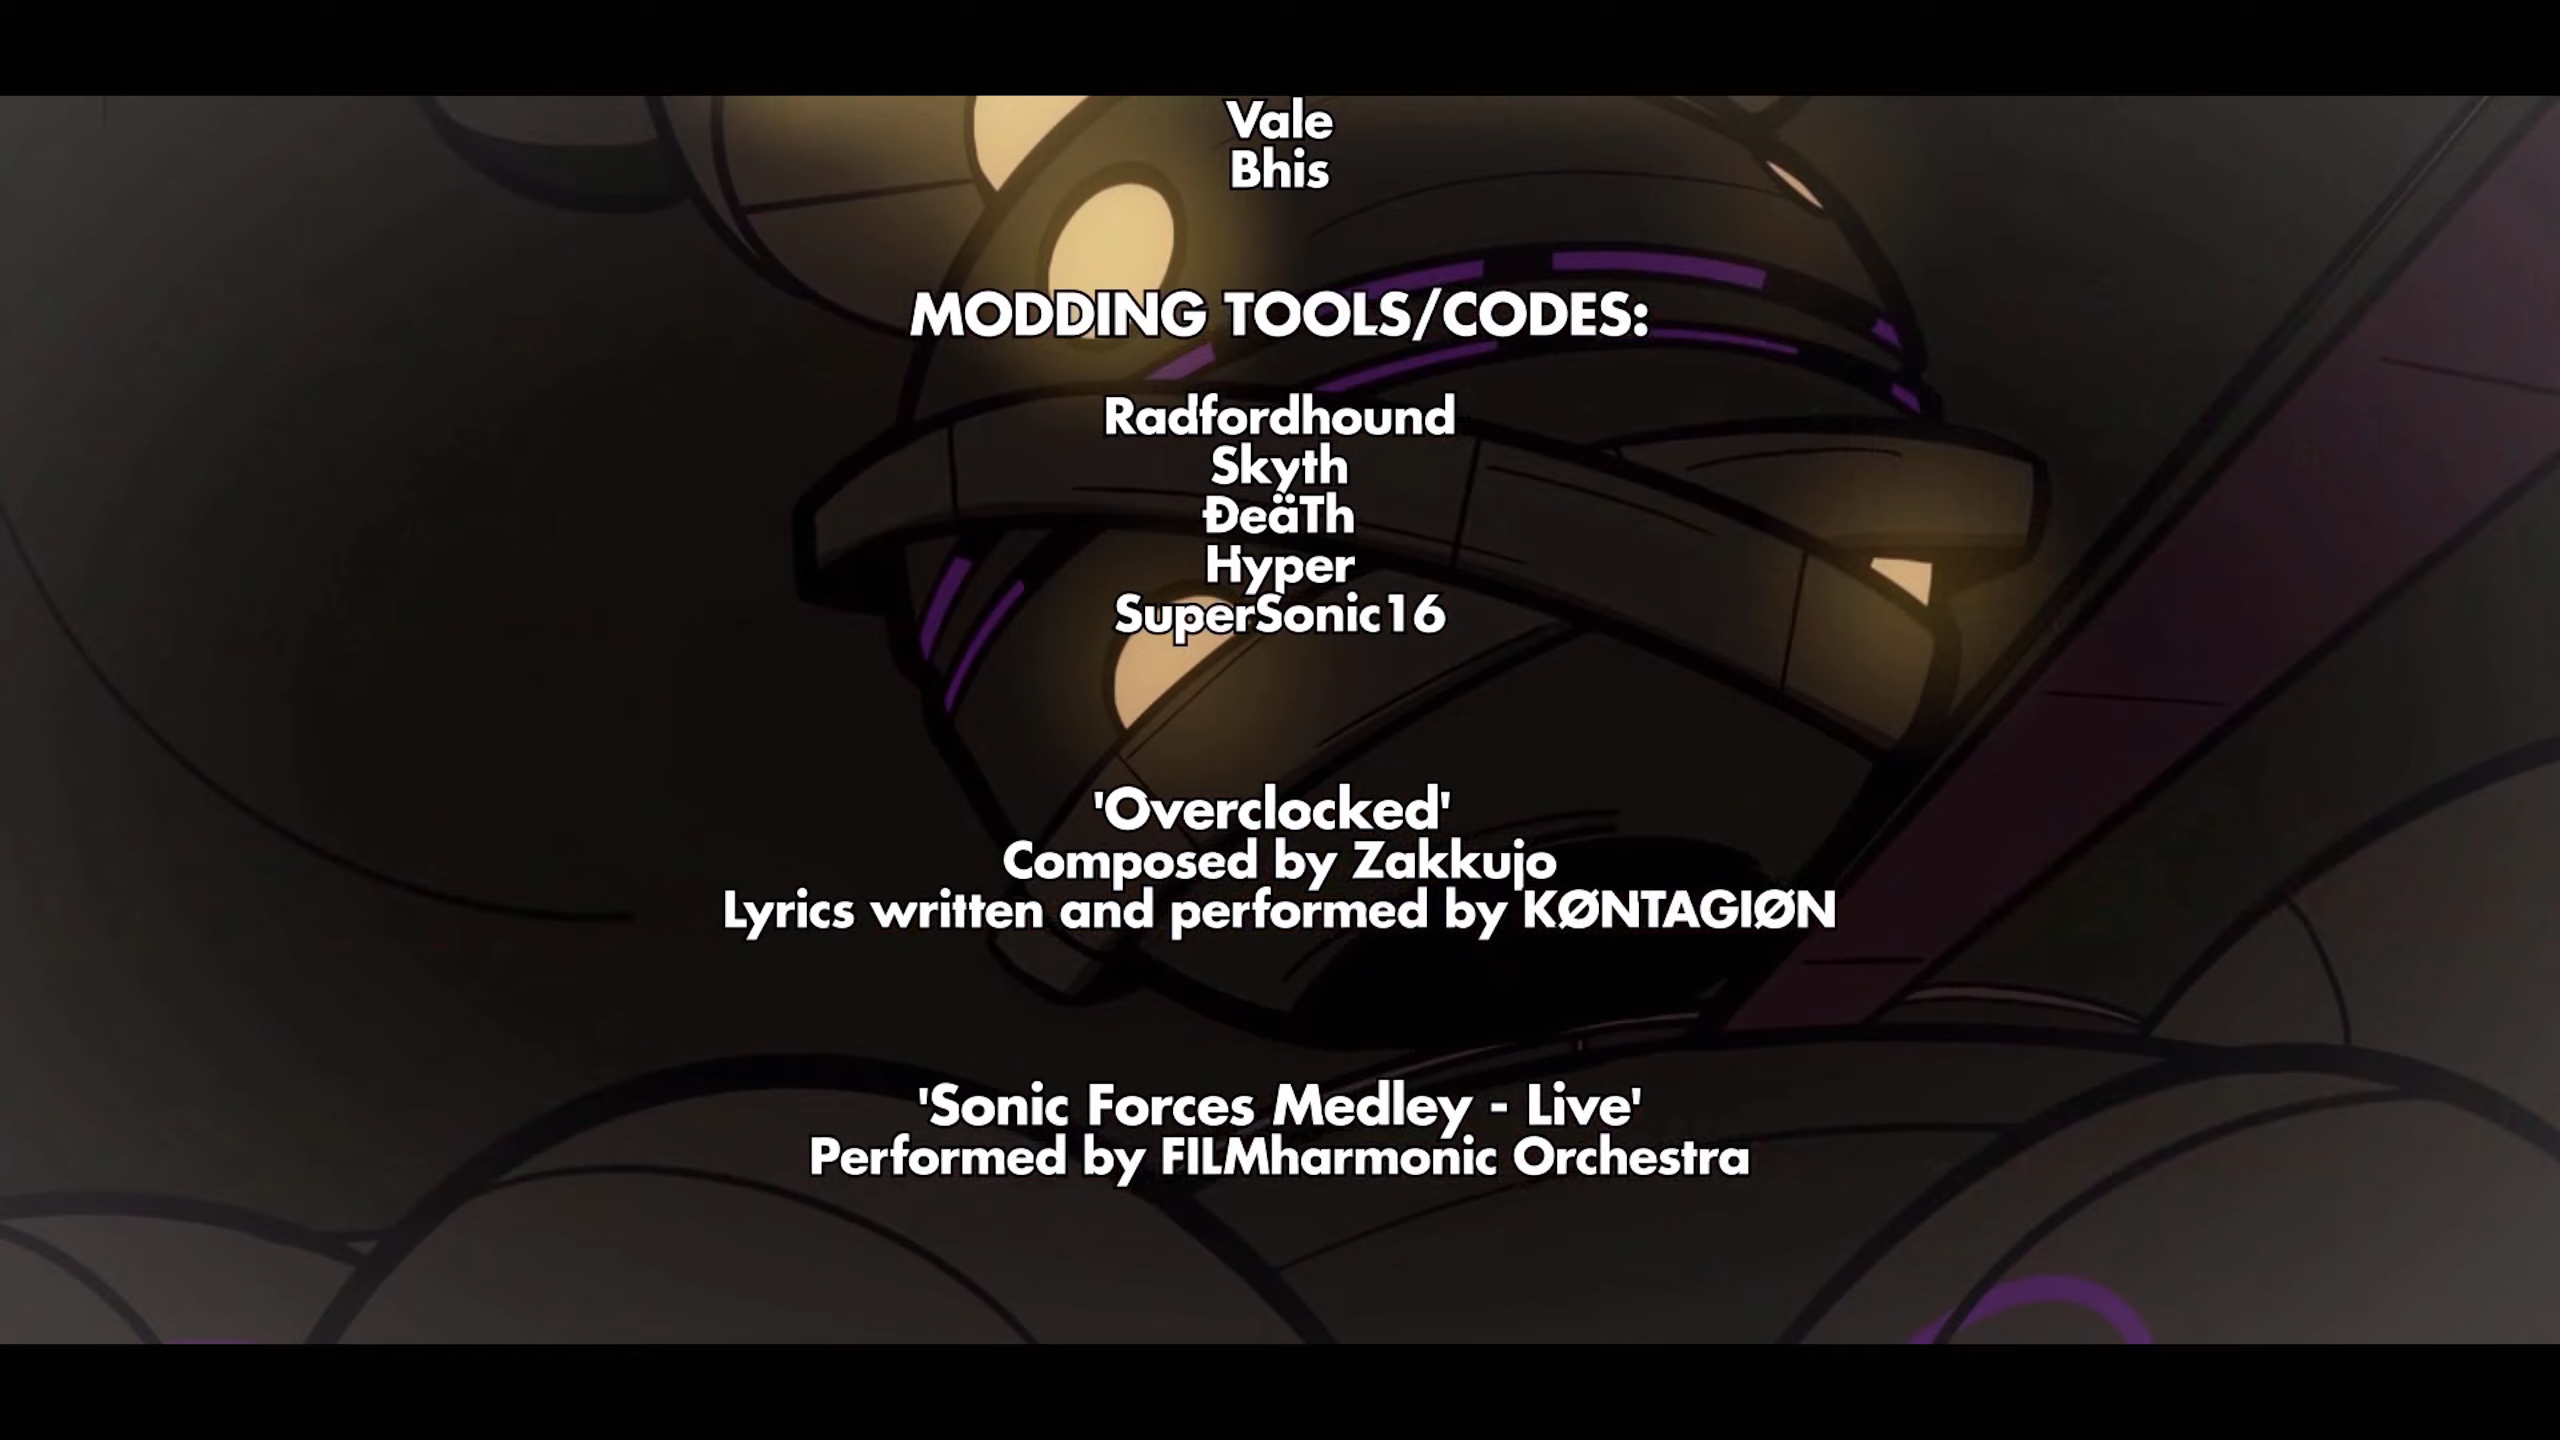 Vale
Bhis
MODDING TOOLS/CODES:
Radfordhound
Skyth
ÐeäTh
Hyper
SuperSonic16
'Overclocked'
Composed by Zakkujo
Lyrics written and performed by KØNTAGIØN
'Sonic Forces Medley - Live'
Performed by FILMharmonic Orchestra